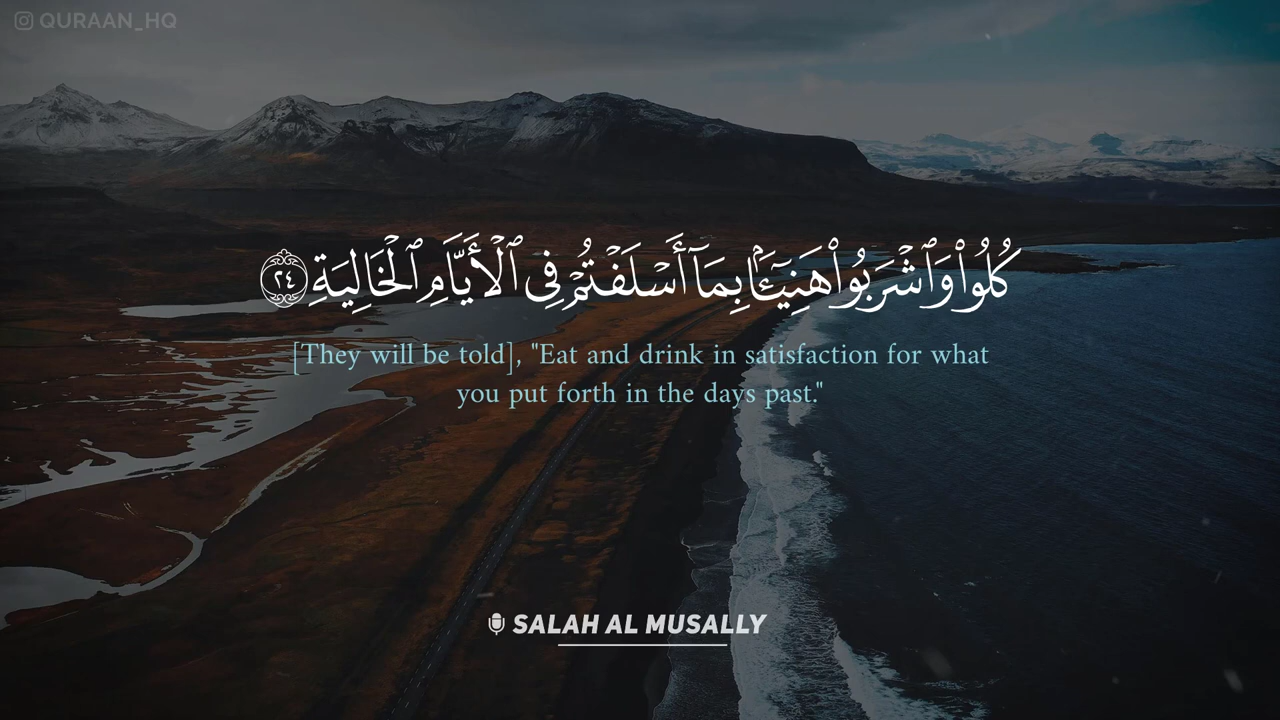 QURAAN_HQ
كُلُوا۟ وَٱشْرَبُوا۟ هَنِيٓـًٔۢا بِمَآ أَسْلَفْتُمْ فِى ٱلْأَيَّامِ ٱلْخَالِيَةِ ٢٤
[They will be told], "Eat and drink in satisfaction for what
you put forth in the days past."
SALAH AL MUSALLY